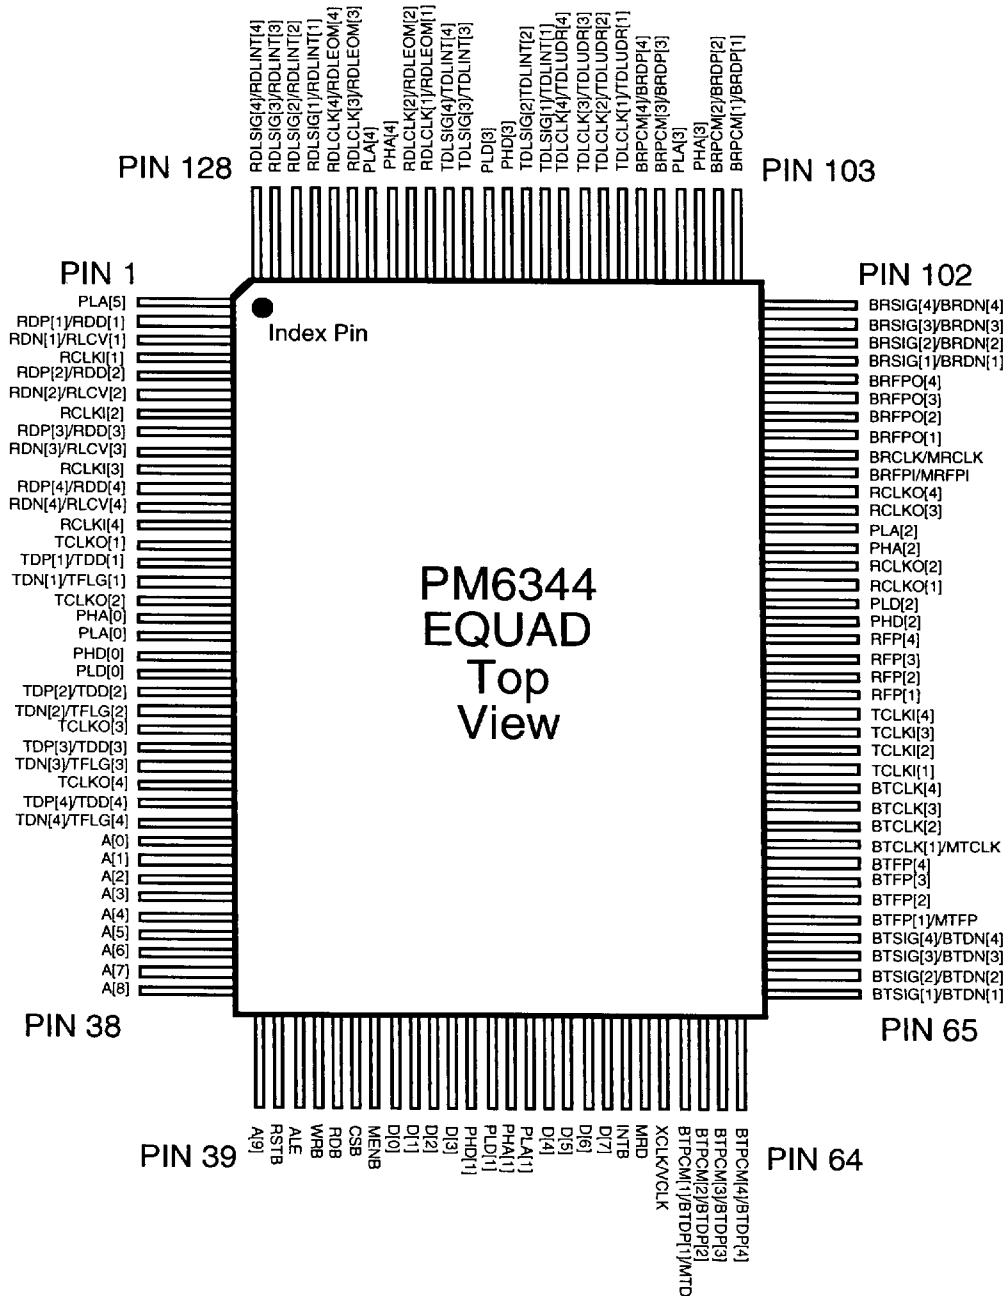 RDLSIG[4]/RDLINT[4]
RDLSIG[3]/RDLINT[3]
RDLSIG[2]/RDLINT[2]
RDLSIG[1]/RDLINT[1]
RDLCLK[4]/RDLEOM[4]
RDLCLK[3]/RDLEOM[3]
PLA[4]
PHA[4]
RDLCLK[2]/RDLEOM[2]
RDLCLK[1]/RDLEOM[1]
TDLSIG[4]/TDLINT[4]
TDLSIG[3]/TDLINT[3]
PLD[3]
PHD[3]
TDLSIG[2]TDLINT[2]
TDLSIG[1]/TDLINT[1]
TDLCLK[4]/TDLUDR[4]
TDLCLK[3]/TDLUDR[3]
TDLCLK[2]/TDLUDR[2]
TDLCLK[1]/TDLUDR[1]
BRPCM[4]/BRDP[4]
BRPCM[3]/BRDP[3]
PLA[3]
PHA[3]
BRPCM[2]/BRDP[2]
BRPCM[1]/BRDP[1]
PIN 128
PIN 103
PIN 1
PIN 102
PLA[5]
RDP[1]/RDD[1]
RDN[1]/RLCV[1]
RCLKI[1]
RDP[2]/RDD[2]
RDN[2]/RLCV[2]
RCLKI[2]
RDP[3]/RDD[3]
RDN[3]/RLCV[3]
RCLKI[3]
RDP[4]/RDD[4]
RDN[4]/RLCV[4]
RCLKI[4]
TCLKO[1]
TDP[1]/TDD[1]
TDN[1]/TFLG[1]
TCLKO[2]
PHA[0]
PLA[0]
PHD[0]
PLD[0]
TDP[2]/TDD[2]
TDN[2]/TFLG[2]
TCLKO[3]
TDP[3]/TDD[3]
TDN[3]/TFLG[3]
TCLKO[4]
TDP[4]/TDD[4]
TDN[4]/TFLG[4]
A[0]
A[1]
A[2]
A[3]
A[4]
A[5]
A[6]
A[7]
A[8]
Index Pin
PM6344
EQUAD
Top
View
BRSIG[4]/BRDN[4]
BRSIG[3]/BRDN[3]
BRSIG[2]/BRDN[2]
BRSIG[1]/BRDN[1]
BRFPO[4]
BRFPO[3]
BRFPO[2]
BRFPO[1]
BRCLK/MRCLK
BRFPI/MRFPI
RCLKO[4]
RCLKO[3]
PLA[2]
PHA[2]
RCLKO[2]
RCLKO[1]
PLD[2]
PHD[2]
RFP[4]
RFP[3]
RFP[2]
RFP[1]
TCLKI[4]
TCLKI[3]
TCLKI[2]
TCLKI[1]
BTCLK[4]
BTCLK[3]
BTCLK[2]
BTCLK[1]/MTCLK
BTFP[4]
BTFP[3]
BTFP[2]
BTFP[1]/MTFP
BTSIG[4]/BTDN[4]
BTSIG[3]/BTDN[3]
BTSIG[2]/BTDN[2]
BTSIG[1]/BTDN[1]
PIN 38
PIN 65
PIN 39
PIN 64
A[9]
RSTB
ALE
WRB
RDB
CSB
MENB
D[0]
D[1]
D[2]
D[3]
PHD[1]
PLD[1]
PHA[1]
PLA[1]
D[4]
D[5]
D[6]
D[7]
INTB
MRD
XCLK/VCLK
BTPCM[1]/BTDP[1]/MTD
BTPCM[2]/BTDP[2]
BTPCM[3]/BTDP[3]
BTPCM[4]/BTDP[4]